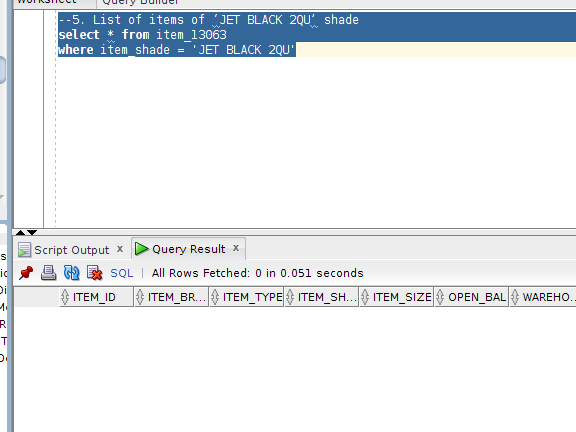 Worksheet Query Builder
--5. List of items of ‘JET BLACK 2QU’ shade
select * from item_13063
where item_shade = 'JET BLACK 2QU'
Script Output x Query Result x
SQL | All Rows Fetched: 0 in 0.051 seconds
ITEM_ID ITEM_BR... ITEM_TYPE ITEM_SH... ITEM_SIZE OPEN_BAL WAREHO...